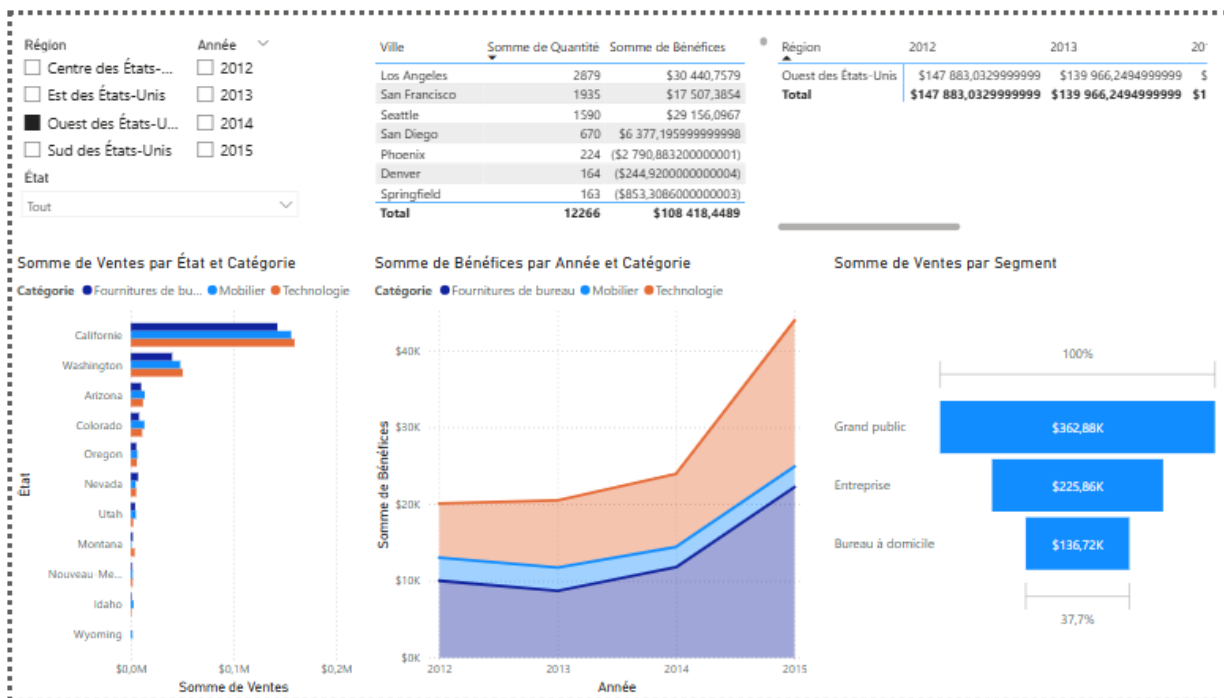 Région
Centre des États-...
Est des États-Unis
Ouest des États-U...
Sud des États-Unis
Année
2012
2013
2014
2015
État
Tout
Ville Somme de Quantité Somme de Bénéfices
Los Angeles 2879 $30 440,7579
San Francisco 1935 $17 507,3854
Seattle 1590 $29 156,0967
San Diego 670 $6 377,195999999998
Phoenix 224 ($2 790,883200000001)
Denver 164 ($244,9200000000004)
Springfield 163 ($853,3086000000003)
Total 12266 $108 418,4489
Région 2012 2013 20
Ouest des États-Unis $147 883,0329999999 $139 966,2494999999 $
Total $147 883,0329999999 $139 966,2494999999 $1
Somme de Ventes par État et Catégorie
Catégorie Fournitures de bu... Mobilier Technologie
État
Californie
Washington
Arizona
Colorado
Oregon
Nevada
Utah
Montana
Nouveau-Me...
Idaho
Wyoming
$0,0M $0,1M $0,2M
Somme de Ventes
Somme de Bénéfices par Année et Catégorie
Catégorie Fournitures de bureau Mobilier Technologie
Somme de Bénéfices
$40K
$30K
$20K
$10K
$0K
2012 2013 2014 2015
Année
Somme de Ventes par Segment
100%
Grand public $362,88K
Entreprise $225,86K
Bureau à domicile $136,72K
37,7%